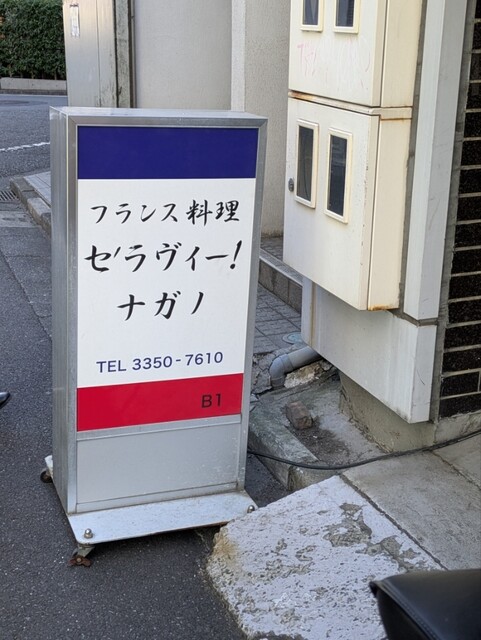 フランス料理
セ'ラヴィー!
ナガノ
TEL 3350-7610
B1